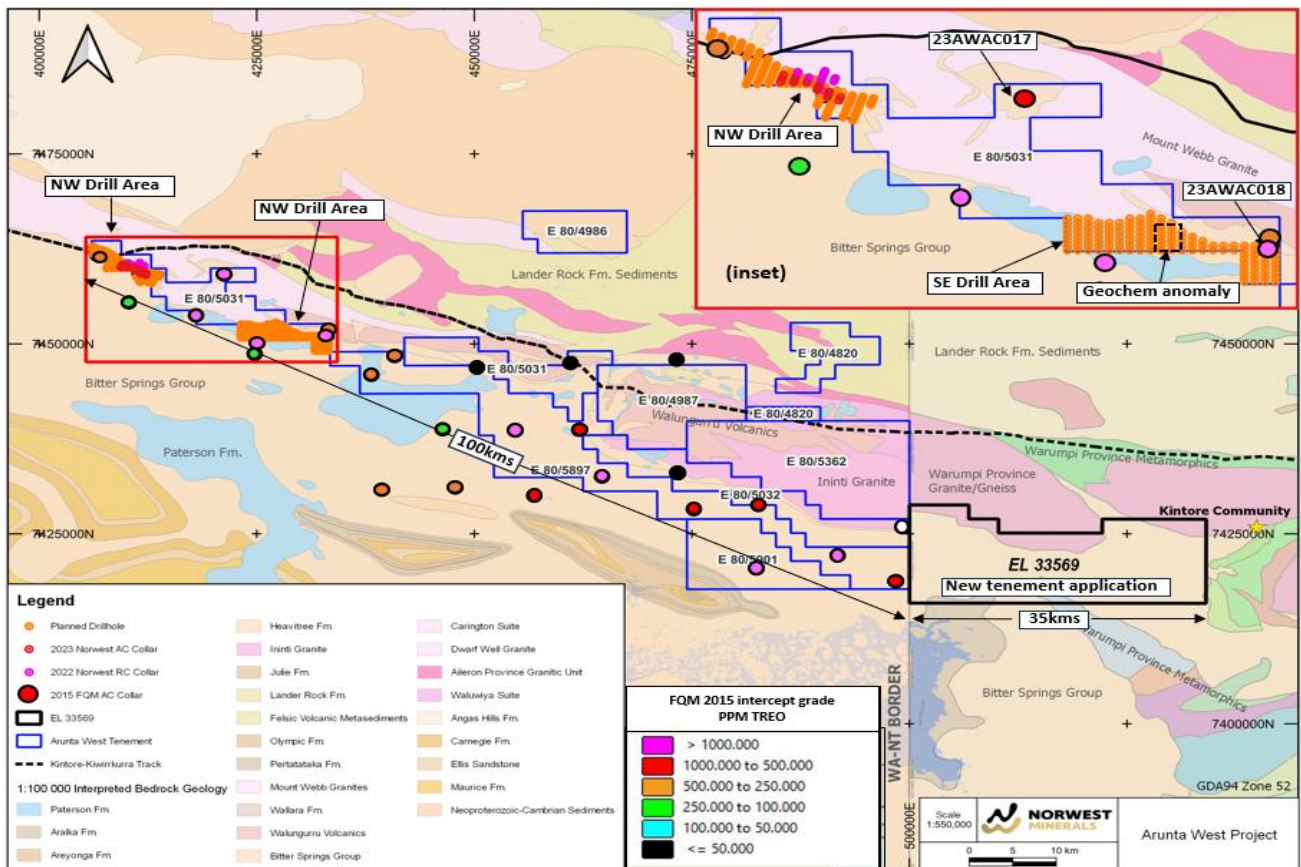 400000E
425000E
450000E
475000E
23AWAC017
NW Drill Area
E 80/5031
Mount Webb Granite
23AWAC018
Bitter Springs Group
(inset)
SE Drill Area
Geochem anomaly
7475000N
7475000N
NW Drill Area
NW Drill Area
E 80/4986
Lander Rock Fm. Sediments
E 80/5031
7450000N
7450000N
Bitter Springs Group
E 80/5031
E 80/4820
Lander Rock Fm. Sediments
E 80/4987
E 80/4820
Walungurru Volcanics
100kms
Paterson Fm.
E 80/5897
E 80/5362
Ininti Granite
Warumpi Province Metamorphics
Warumpi Province
Granite/Gneiss
E 80/5032
Kintore Community
7425000N
7425000N
E 80/5901
EL 33569
New tenement application
35kms
Warumpi Province-Metamorphics
Bitter Springs Group
WA-NT BORDER
7400000N
GDA94 Zone 52
500000E
Legend
Planned Drillhole
2023 Norwest AC Collar
2022 Norwest RC Collar
2015 FQM AC Collar
EL 33569
Arunta West Tenement
Kintore-Kiwirrkurra Track
1:100 000 Interpreted Bedrock Geology
Paterson Fm.
Aralka Fm.
Areyonga Fm.
Heavitree Fm.
Ininti Granite
Julie Fm.
Lander Rock Fm.
Felsic Volcanic Metasediments
Olympic Fm.
Pertatataka Fm.
Mount Webb Granites
Wallara Fm.
Walungurru Volcanics
Bitter Springs Group
Carington Suite
Dwarf Well Granite
Aileron Province Granitic Unit
Waluwiya Suite
Angas Hills Fm.
Carnegie Fm.
Ellis Sandstone
Maurice Fm.
Neoproterozoic-Cambrian Sediments
FQM 2015 intercept grade
PPM TREO
> 1000.000
1000.000 to 500.000
500.000 to 250.000
250.000 to 100.000
100.000 to 50.000
<= 50.000
Scale
1:550,000
NORWEST
MINERALS
0 5 10 km
Arunta West Project